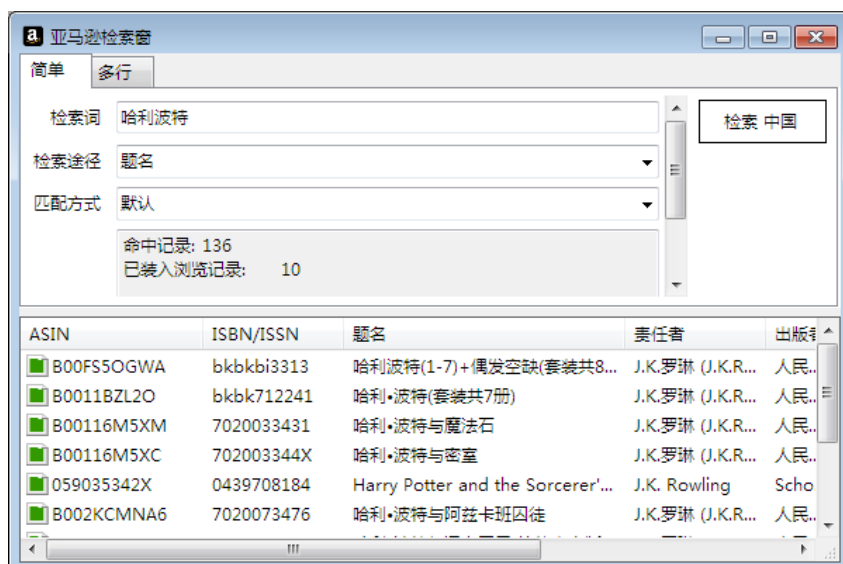 亚马逊检索窗
简单 多行
检索词 哈利波特 检索 中国
检索途径 题名
匹配方式 默认
命中记录: 136
已装入浏览记录: 10
ASIN ISBN/ISSN 题名 责任者 出版
B00FS5OGWA bkbkbi3313 哈利波特(1-7)+偶发空缺(套装共8... J.K.罗琳 (J.K.R... 人民..
B0011BZL2O bkbk712241 哈利•波特(套装共7册) J.K.罗琳 (J.K.R... 人民..
B00116M5XM 7020033431 哈利•波特与魔法石 J.K.罗琳 (J.K.R... 人民..
B00116M5XC 702003344X 哈利•波特与密室 J.K.罗琳 (J.K.R... 人民..
059035342X 0439708184 Harry Potter and the Sorcerer'... J.K. Rowling Scho
B002KCMNA6 7020073476 哈利•波特与阿兹卡班囚徒 J.K.罗琳 (J.K.R... 人民..